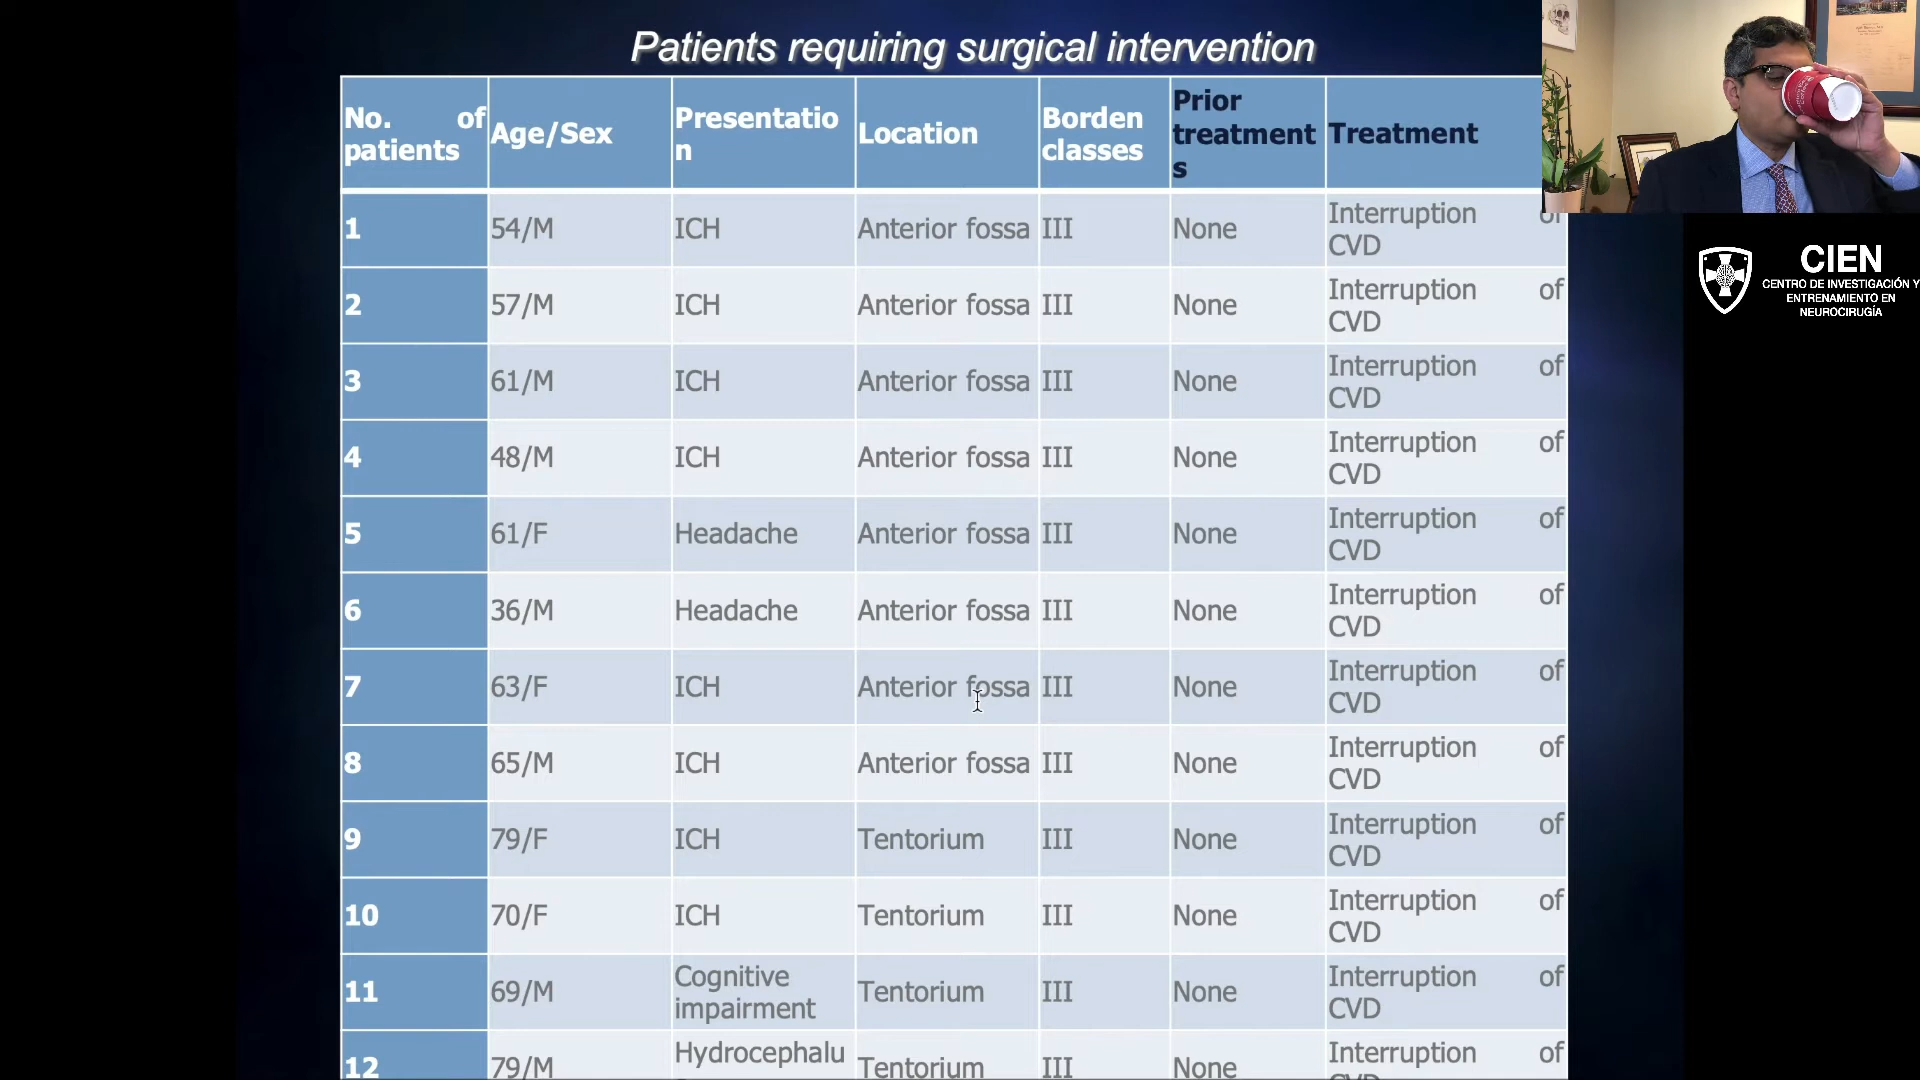 Patients requiring surgical intervention
No. of
patients
Age/Sex
Presentatio
n
Location
Borden
classes
Prior
treatment
s
Treatment
1
54/M
ICH
Anterior fossa
III
None
Interruption of
CVD
2
57/M
ICH
Anterior fossa
III
None
Interruption of
CVD
3
61/M
ICH
Anterior fossa
III
None
Interruption of
CVD
4
48/M
ICH
Anterior fossa
III
None
Interruption of
CVD
5
61/F
Headache
Anterior fossa
III
None
Interruption of
CVD
6
36/M
Headache
Anterior fossa
III
None
Interruption of
CVD
7
63/F
ICH
Anterior fossa
III
None
Interruption of
CVD
8
65/M
ICH
Anterior fossa
III
None
Interruption of
CVD
9
79/F
ICH
Tentorium
III
None
Interruption of
CVD
10
70/F
ICH
Tentorium
III
None
Interruption of
CVD
11
69/M
Cognitive
impairment
Tentorium
III
None
Interruption of
CVD
12
79/M
Hydrocephalu
Tentorium
III
None
Interruption of
CIEN
CENTRO DE INVESTIGACIÓN Y
ENTRENAMIENTO EN
NEUROCIRUGÍA